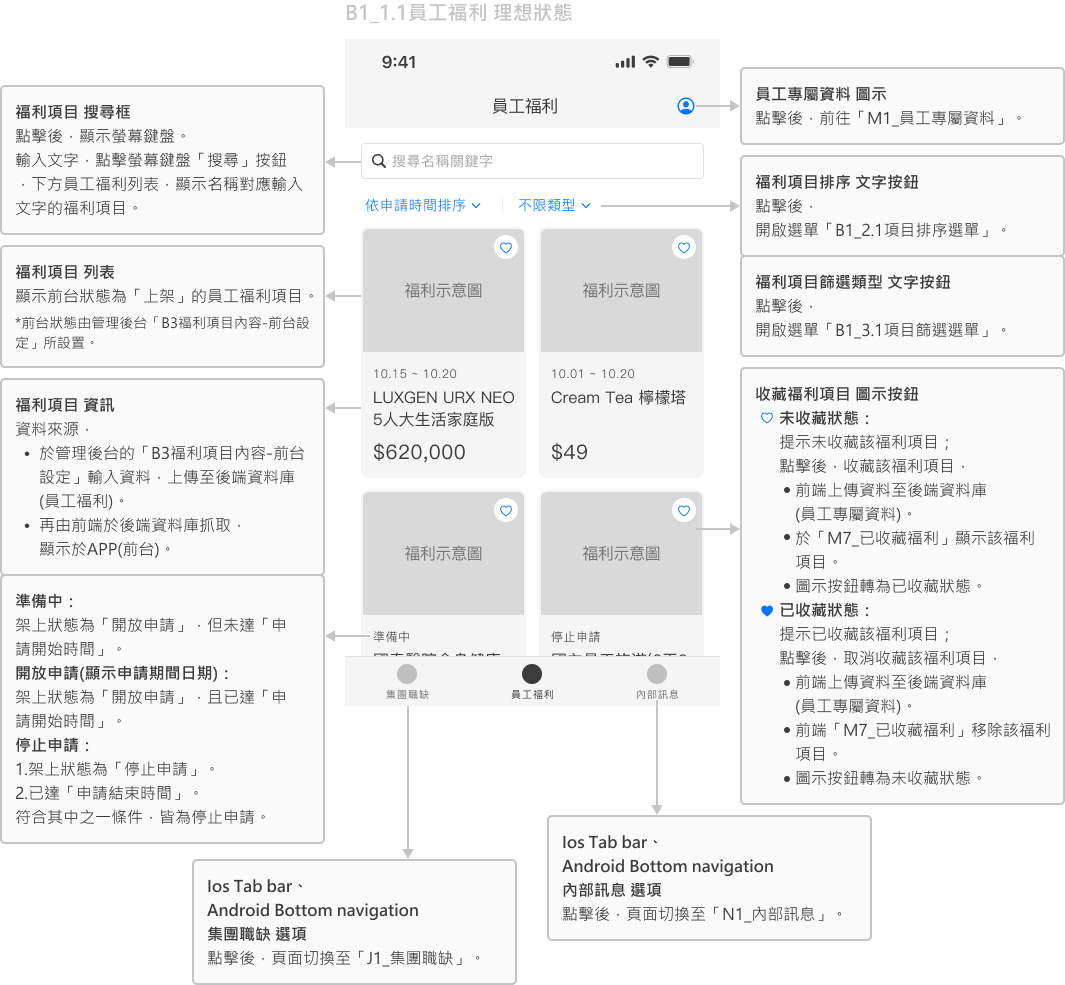 B1_1.1員工福利 理想狀態
9:41
員工福利
搜尋名稱關鍵字
依申請時間排序
不限類型
福利示意圖
10.15 ~ 10.20
LUXGEN URX NEO
5人大生活家庭版
$620,000
福利示意圖
10.01 ~ 10.20
Cream Tea 檸檬塔
$49
福利示意圖
準備中
福利示意圖
停止申請
集團職缺
員工福利
內部訊息
福利項目 搜尋框
點擊後，顯示螢幕鍵盤。
輸入文字，點擊螢幕鍵盤「搜尋」按鈕
，下方員工福利列表，顯示名稱對應輸入
文字的福利項目。
福利項目 列表
顯示前台狀態為「上架」的員工福利項目。
*前台狀態由管理後台「B3福利項目內容-前台設
定」所設置。
福利項目 資訊
資料來源，
• 於管理後台的「B3福利項目內容-前台
設定」輸入資料，上傳至後端資料庫
(員工福利)。
• 再由前端於後端資料庫抓取，
顯示於APP(前台)。
準備中：
架上狀態為「開放申請」，但未達「申
請開始時間」。
開放申請(顯示申請期間日期)：
架上狀態為「開放申請」，且已達「申
請開始時間」。
停止申請：
1.架上狀態為「停止申請」。
2.已達「申請結束時間」。
符合其中之一條件，皆為停止申請。
員工專屬資料 圖示
點擊後，前往「M1_員工專屬資料」。
福利項目排序 文字按鈕
點擊後，
開啟選單「B1_2.1項目排序選單」。
福利項目篩選類型 文字按鈕
點擊後，
開啟選單「B1_3.1項目篩選選單」。
收藏福利項目 圖示按鈕
未收藏狀態：
提示未收藏該福利項目；
點擊後，收藏該福利項目，
• 前端上傳資料至後端資料庫
(員工專屬資料)。
• 於「M7_已收藏福利」顯示該福利
項目。
• 圖示按鈕轉為已收藏狀態。
已收藏狀態：
提示已收藏該福利項目；
點擊後，取消收藏該福利項目，
• 前端上傳資料至後端資料庫
(員工專屬資料)。
• 前端「M7_已收藏福利」移除該福利
項目。
• 圖示按鈕轉為未收藏狀態。
Ios Tab bar、
Android Bottom navigation
內部訊息 選項
點擊後，頁面切換至「N1_內部訊息」。
Ios Tab bar、
Android Bottom navigation
集團職缺 選項
點擊後，頁面切換至「J1_集團職缺」。